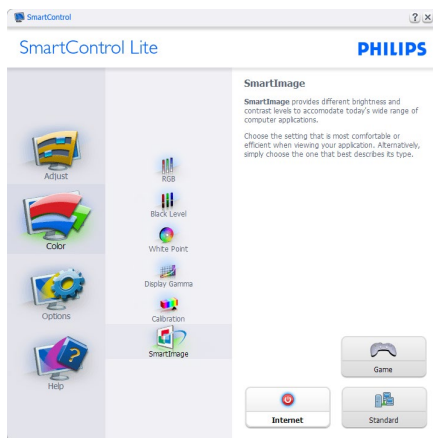 SmartControl
SmartControl Lite
PHILIPS
Adjust
Color
Options
Help
RGB
Black Level
White Point
Display Gamma
Calibration
SmartImage
SmartImage
SmartImage provides different brightness and
contrast levels to accomodate today's wide range of
computer applications.
Choose the setting that is most comfortable or
efficient when viewing your application. Alternatively,
simply choose the one that best describes its type.
Game
Internet
Standard